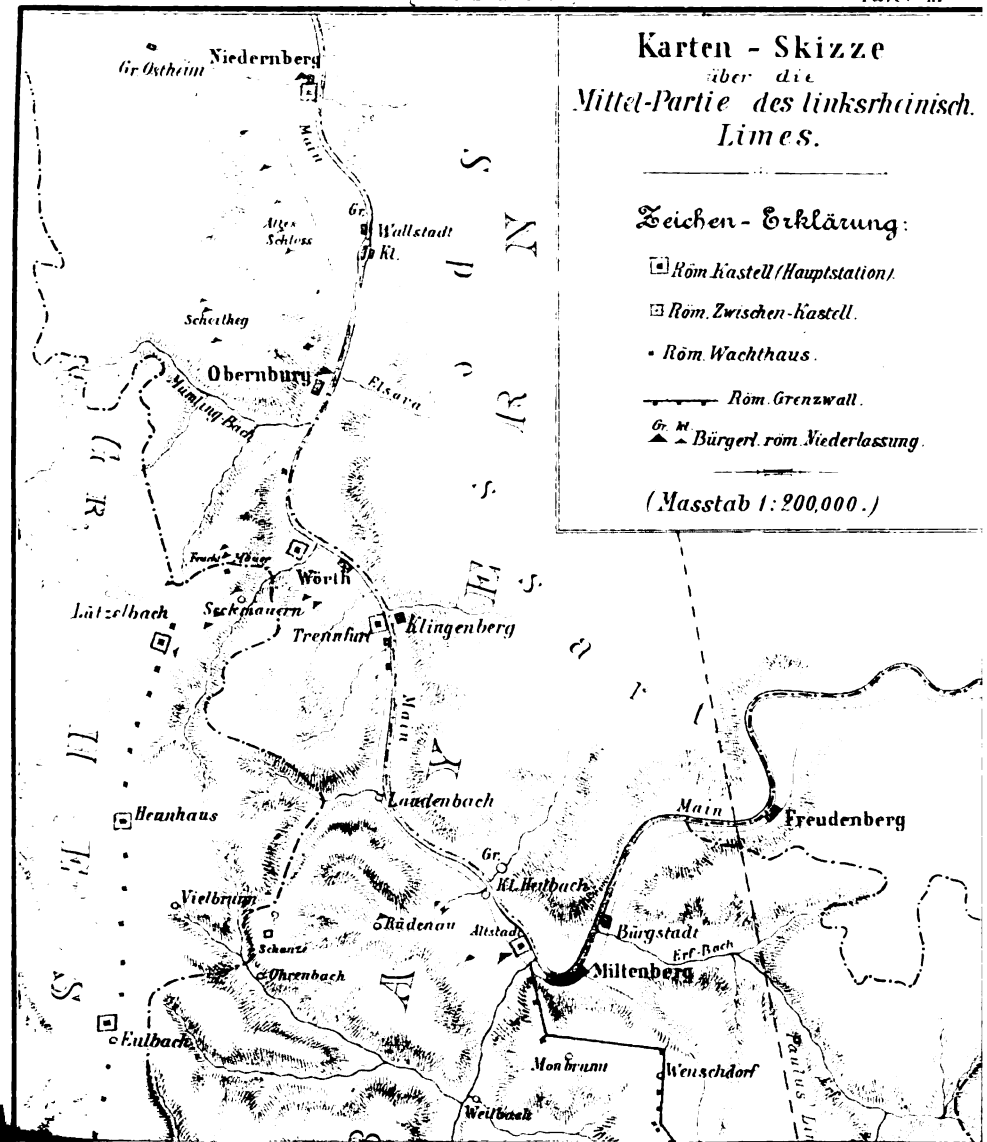 Karten - Skizze
über die
Mittel-Partie des linksrheinisch.
Limes.
Zeichen-Erklärung:
Röm. Kastell (Hauptstation).
Röm. Zwischen-Kastell.
Röm. Wachthaus.
Röm. Grenzwall.
Gr. kl.
Bürgerl. röm. Niederlassung.
(Masstab 1:200,000.)
Gr. Ostheim
Niedernberg
Main
Altes
Schloss
Gr.
Wallstadt
Kl.
Obernburg
Elsara
Mümling-Bach
Wörth
Lützelbach
Seckmauern
Trennfurt
Klingenberg
Main
Laudenbach
Main
Freudenberg
Gr.
Kl. Heubach
Vielbrunn
Schanze
Rüdenau
Altstadt
Bürgstadt
Erf-Bach
Miltenberg
Ohrenbach
Eulbach
Monbrunn
Wenschdorf
Weilbach
Spessart